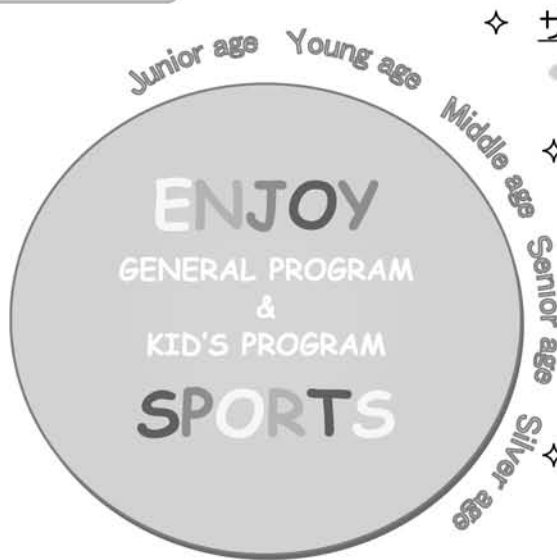 Junior age Young age Middle age Senior age Silver age
ENJOY
GENERAL PROGRAM
&
KID'S PROGRAM
SPORTS